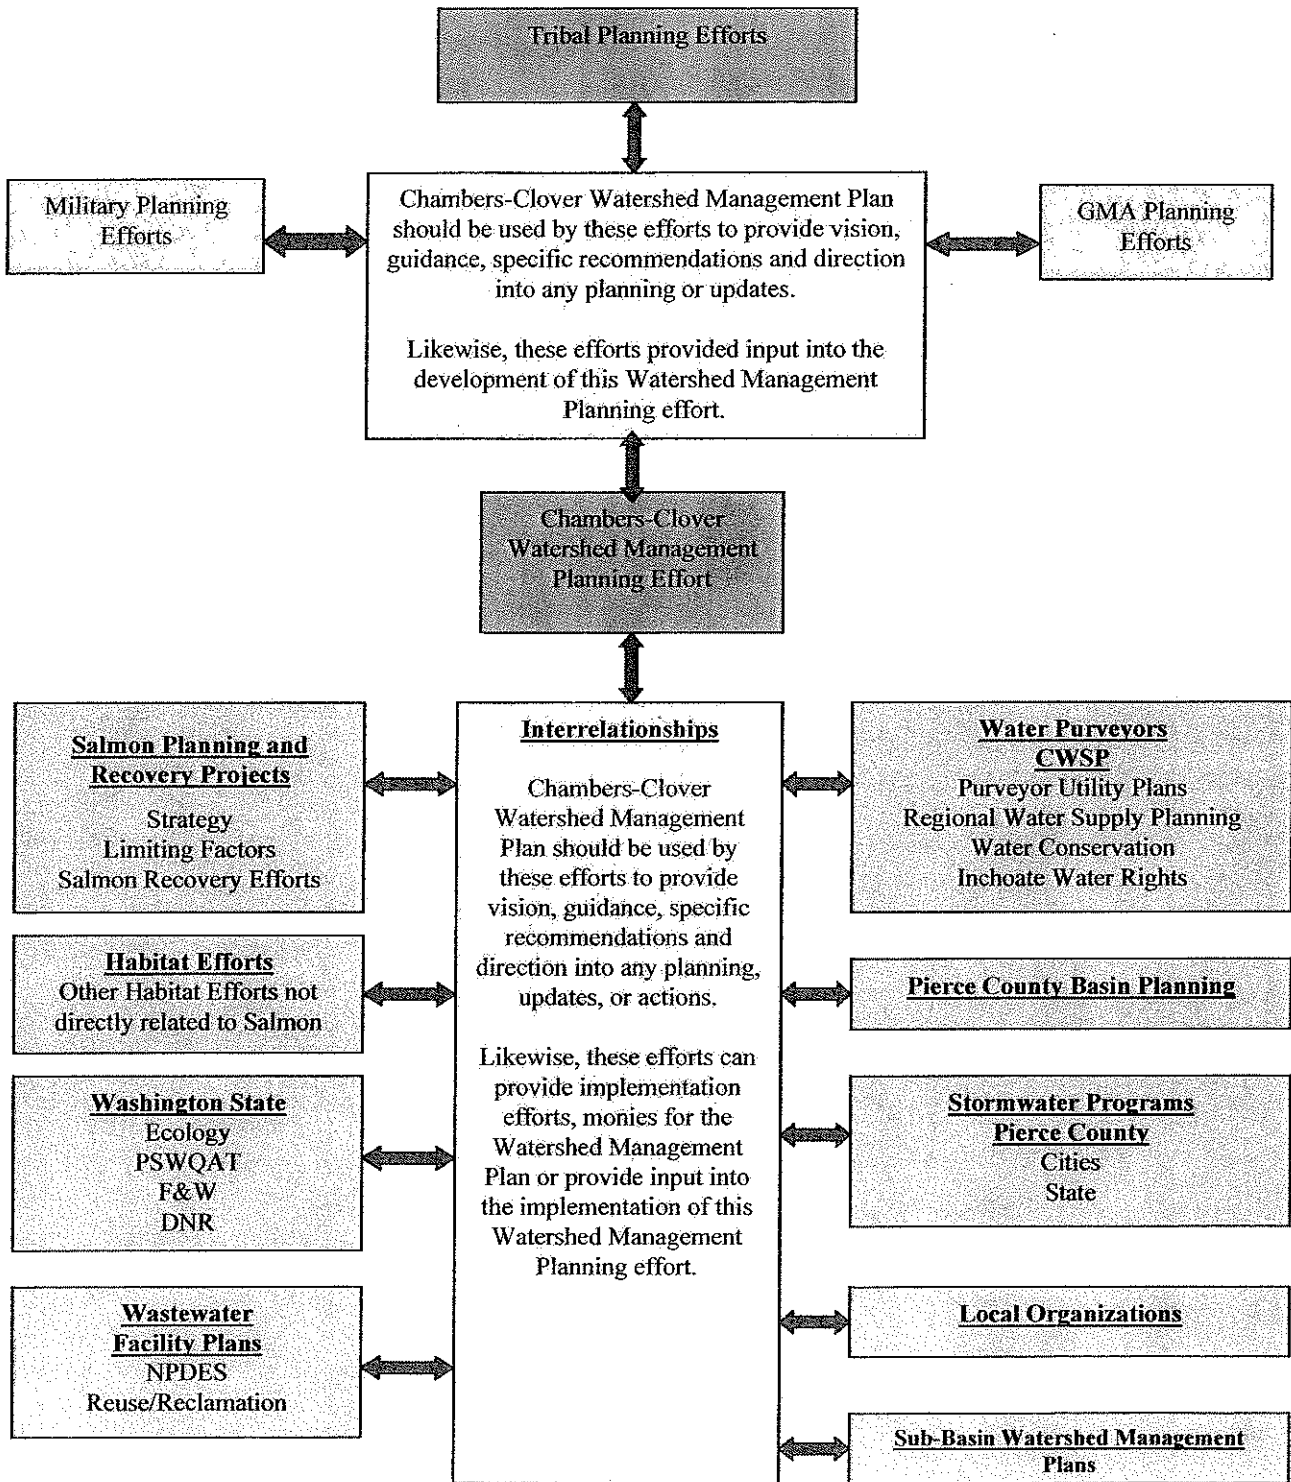 Tribal Planning Efforts
Military Planning
Efforts
Chambers-Clover Watershed Management Plan
should be used by these efforts to provide vision,
guidance, specific recommendations and direction
into any planning or updates.
Likewise, these efforts provided input into the
development of this Watershed Management
Planning effort.
GMA Planning
Efforts
Chambers-Clover
Watershed Management
Planning Effort
Salmon Planning and
Recovery Projects
Strategy
Limiting Factors
Salmon Recovery Efforts
Habitat Efforts
Other Habitat Efforts not
directly related to Salmon
Washington State
Ecology
PSWQAT
F&W
DNR
Wastewater
Facility Plans
NPDES
Reuse/Reclamation
Interrelationships
Chambers-Clover
Watershed Management
Plan should be used by
these efforts to provide
vision, guidance, specific
recommendations and
direction into any planning,
updates, or actions.
Likewise, these efforts can
provide implementation
efforts, monies for the
Watershed Management
Plan or provide input into
the implementation of this
Watershed Management
Planning effort.
Water Purveyors
CWSP
Purveyor Utility Plans
Regional Water Supply Planning
Water Conservation
Inchoate Water Rights
Pierce County Basin Planning
Stormwater Programs
Pierce County
Cities
State
Local Organizations
Sub-Basin Watershed Management
Plans